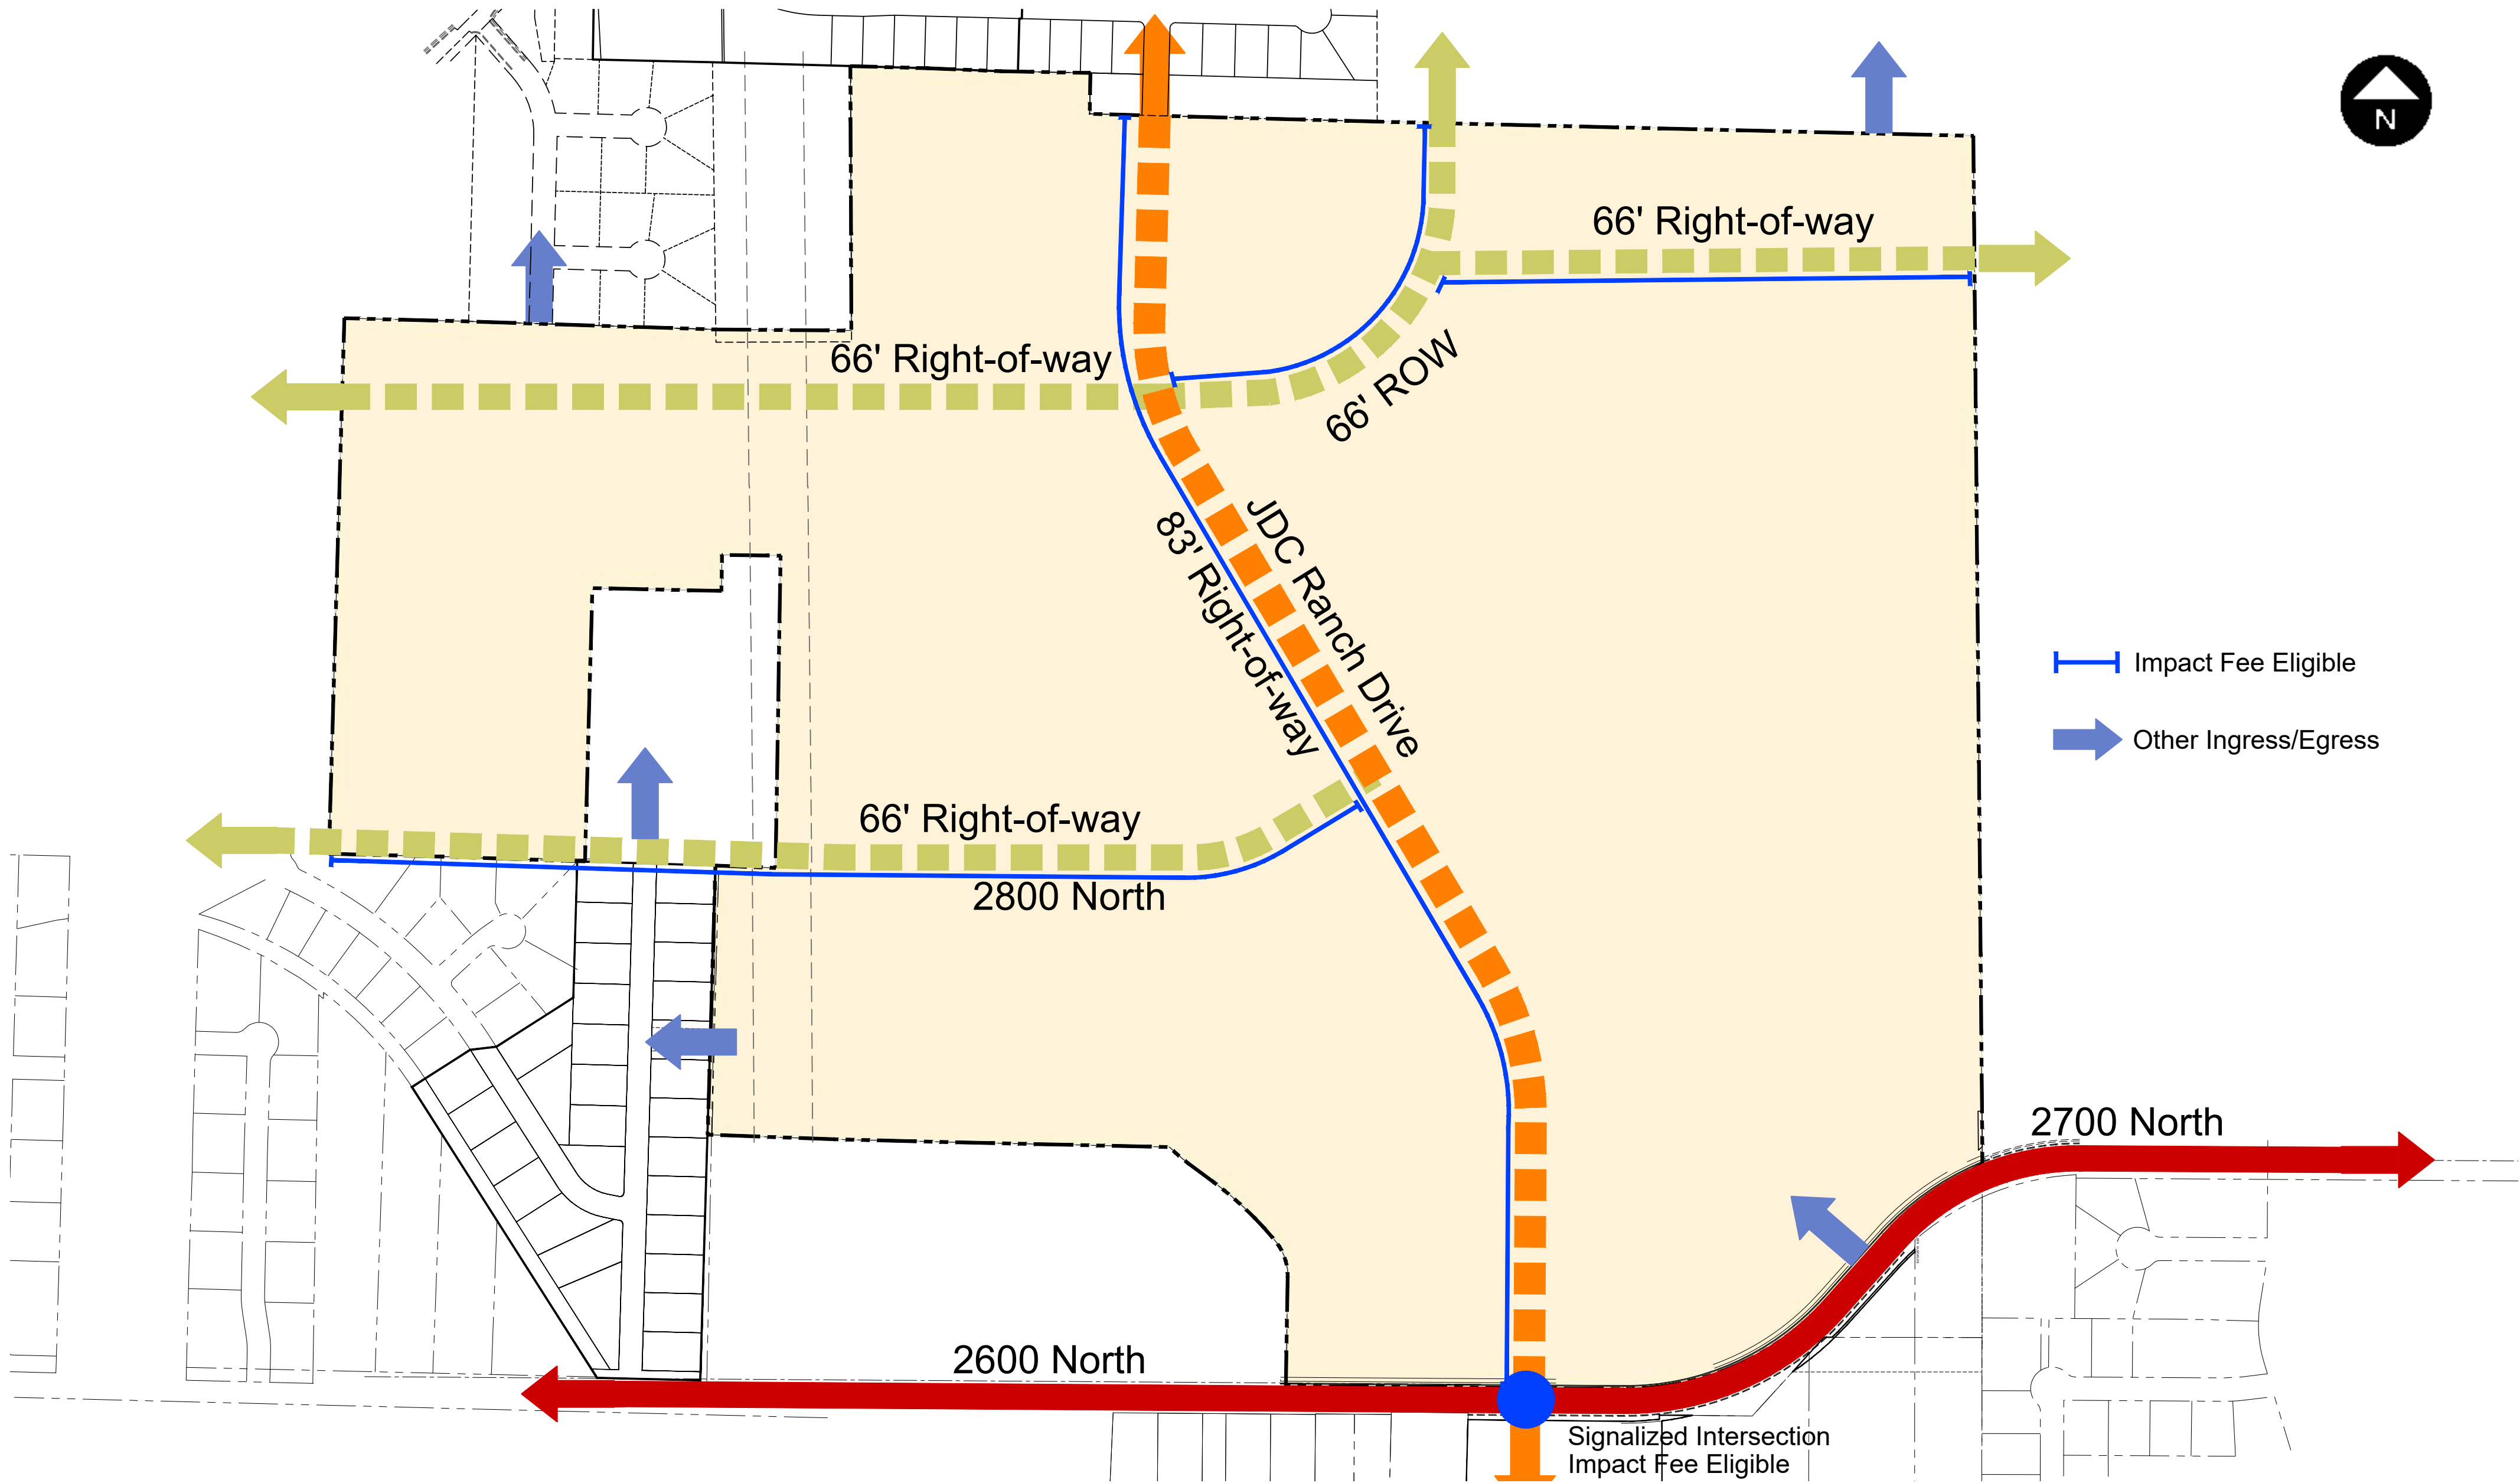 N
66' Right-of-way
66' Right-of-way
66' ROW
JDC Ranch Drive
83' Right-of-way
Impact Fee Eligible
Other Ingress/Egress
66' Right-of-way
2800 North
2700 North
2600 North
Signalized Intersection
Impact Fee Eligible